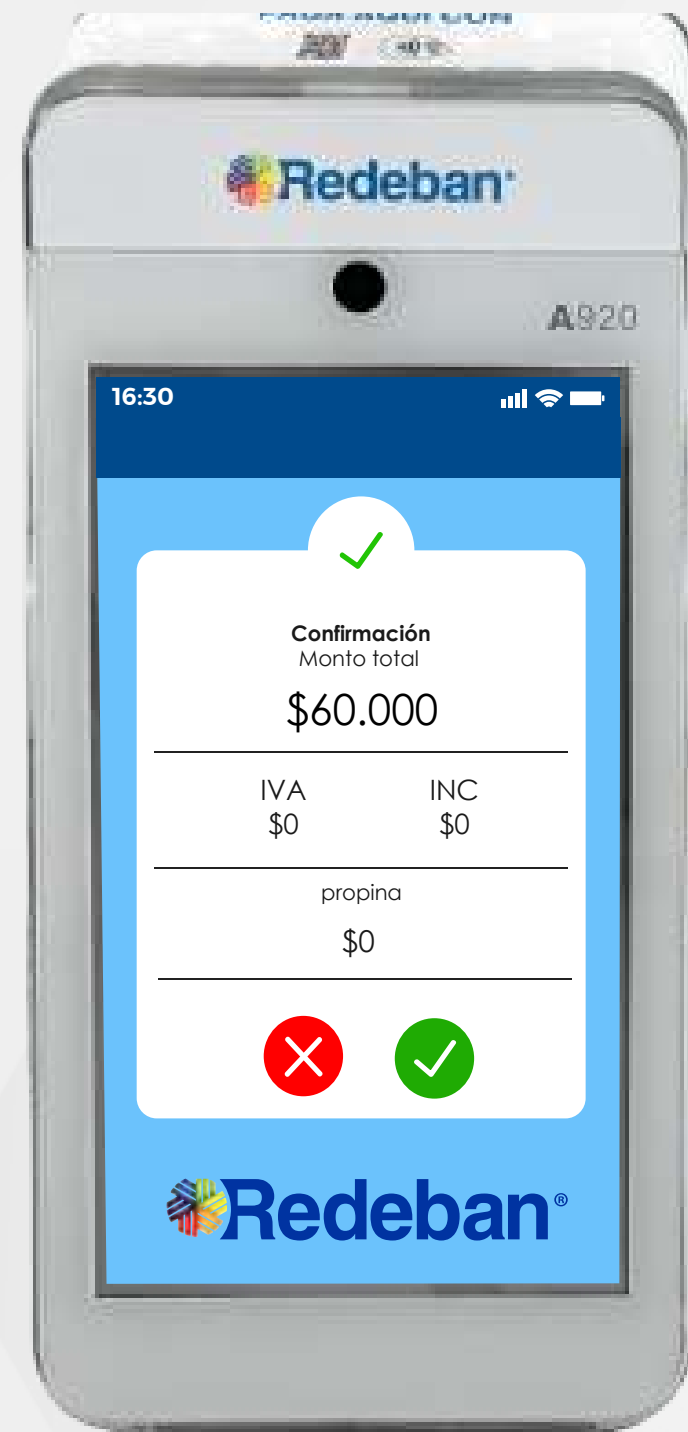 Redeban
A920
16:30
Confirmación
Monto total
$60.000
IVA INC
$0 $0
propina
$0
Redeban®